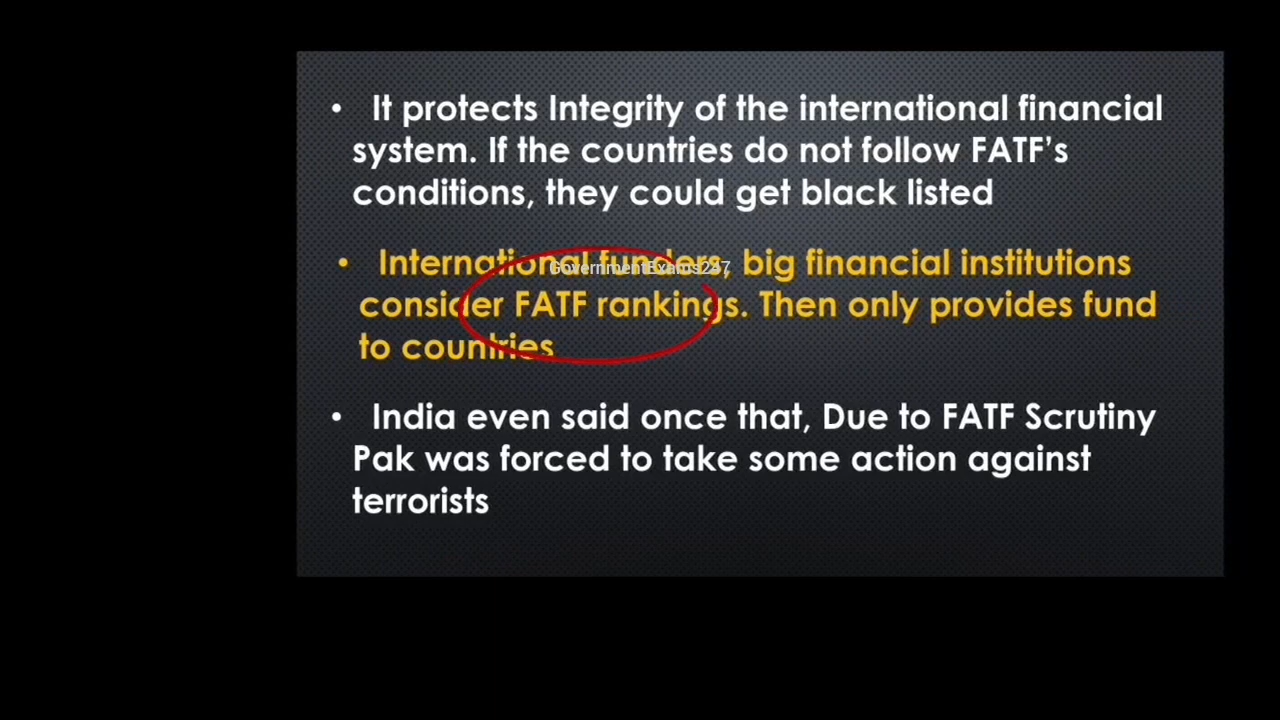 • It protects Integrity of the international financial
system. If the countries do not follow FATF's
conditions, they could get black listed
• International funders, big financial institutions
GovernmentExams247
consider FATF rankings. Then only provides fund
to countries
• India even said once that, Due to FATF Scrutiny
Pak was forced to take some action against
terrorists